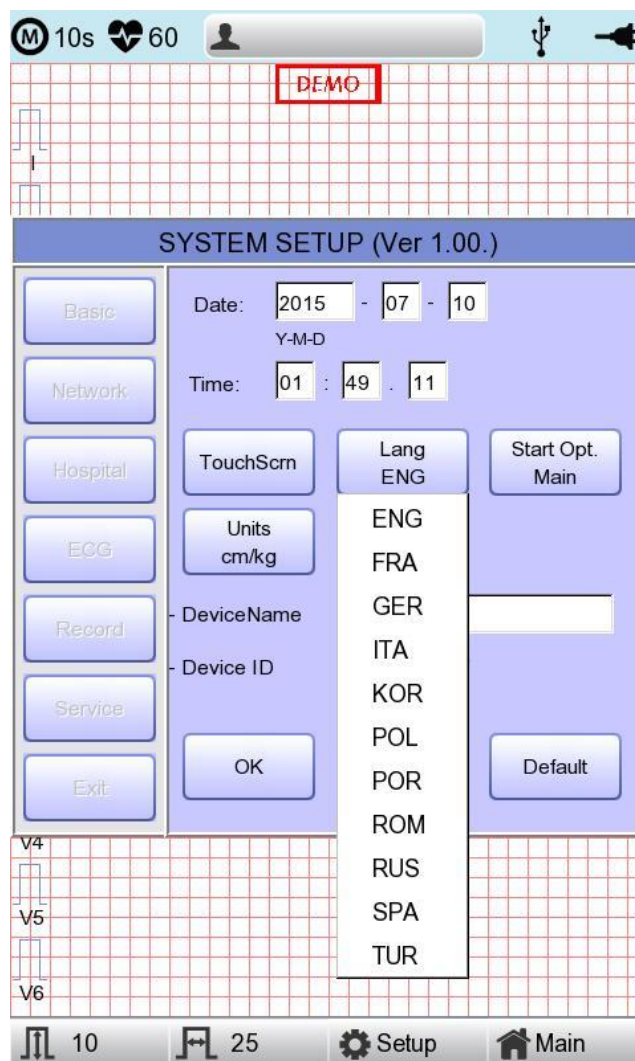 M 10s 60
DEMO
I
SYSTEM SETUP (Ver 1.00.)
Basic
Network
Hospital
ECG
Record
Service
Exit
Date: 2015 - 07 - 10
Y-M-D
Time: 01 : 49 . 11
TouchScrn
Lang
ENG
Start Opt.
Main
Units
cm/kg
- DeviceName
- Device ID
ENG
FRA
GER
ITA
KOR
POL
POR
ROM
RUS
SPA
TUR
OK
Default
V4
V5
V6
10 25 Setup Main